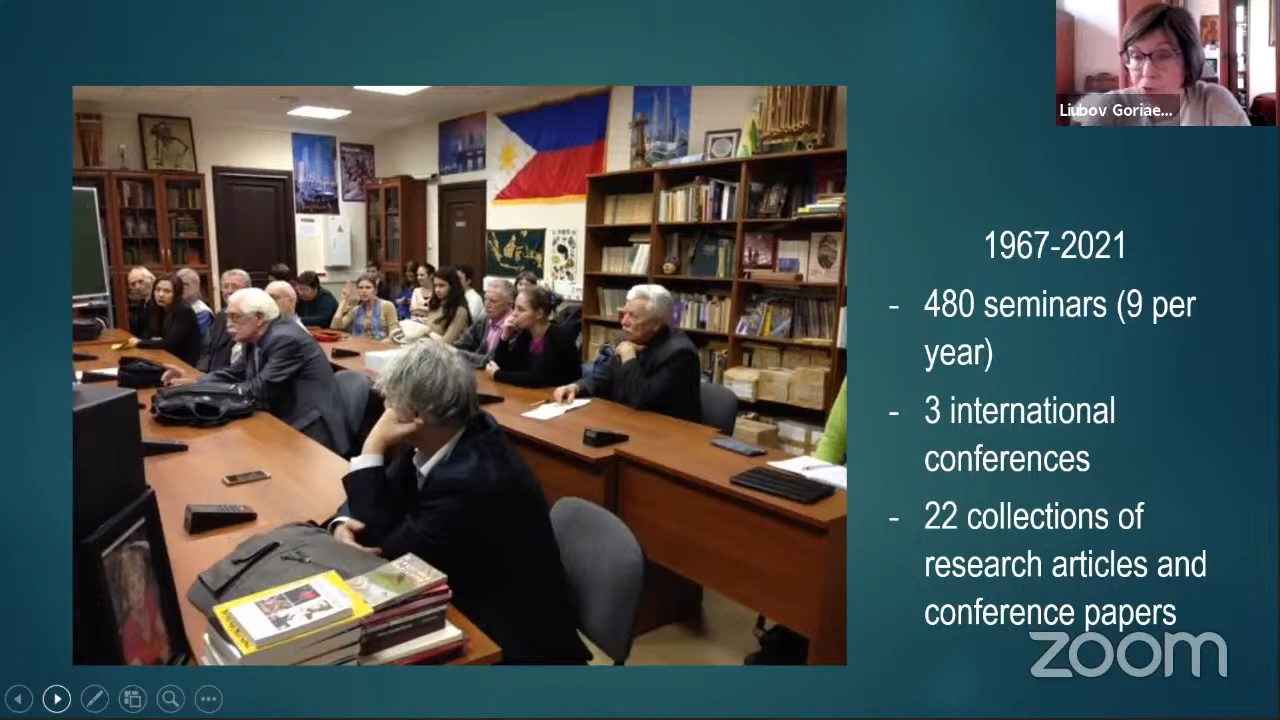 Liubov Goriae...
1967-2021
- 480 seminars (9 per
year)
- 3 international
conferences
- 22 collections of
research articles and
conference papers
zoom